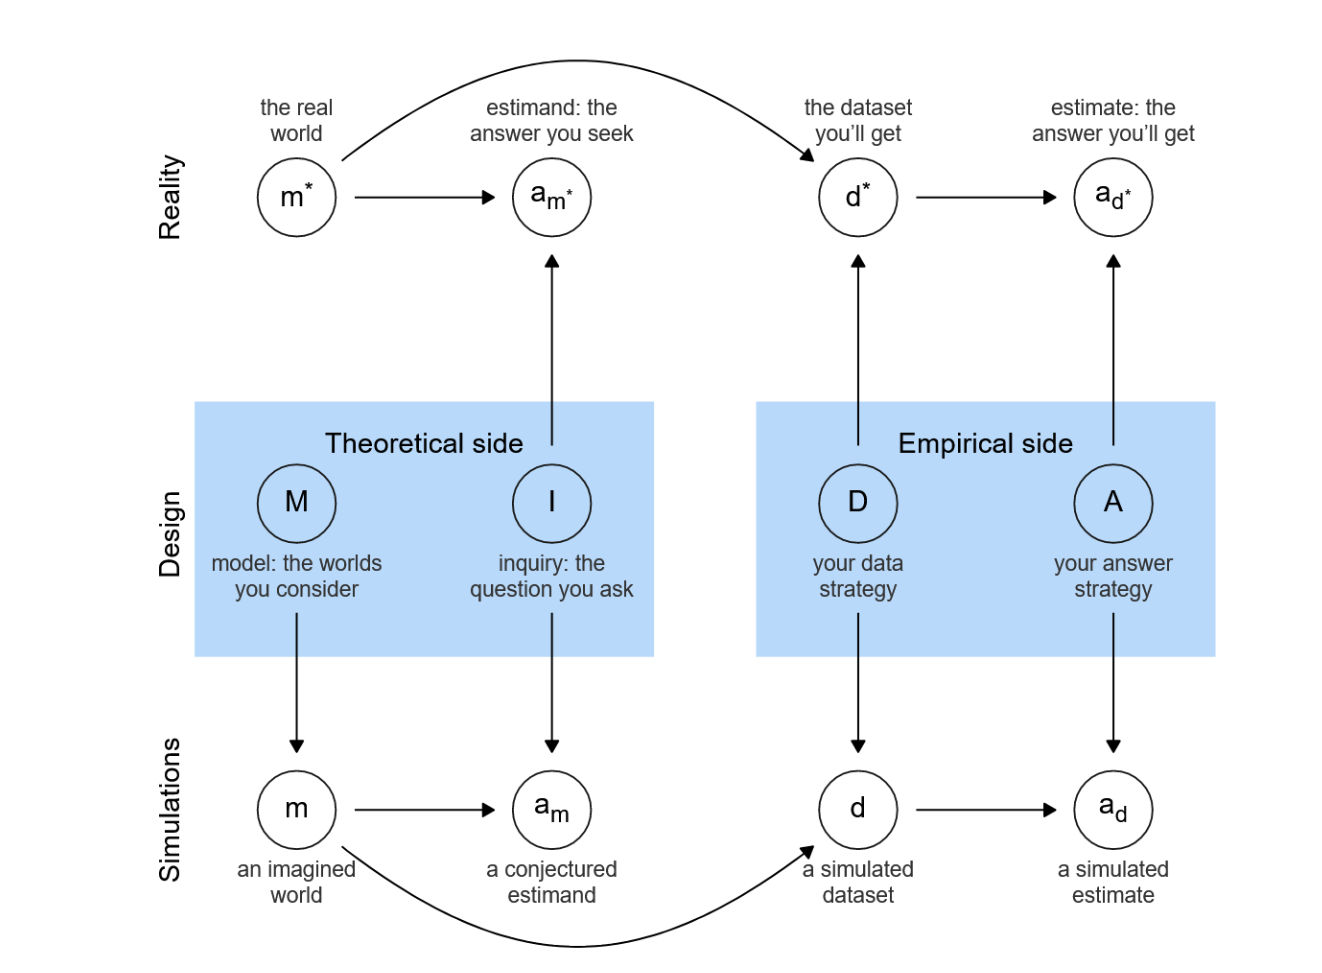 the real
world
estimand: the
answer you seek
the dataset
you’ll get
estimate: the
answer you’ll get
Reality
m*
a_m*
d*
a_d*
Theoretical side
Empirical side
Design
M
I
D
A
model: the worlds
you consider
inquiry: the
question you ask
your data
strategy
your answer
strategy
Simulations
m
a_m
d
a_d
an imagined
world
a conjectured
estimand
a simulated
dataset
a simulated
estimate